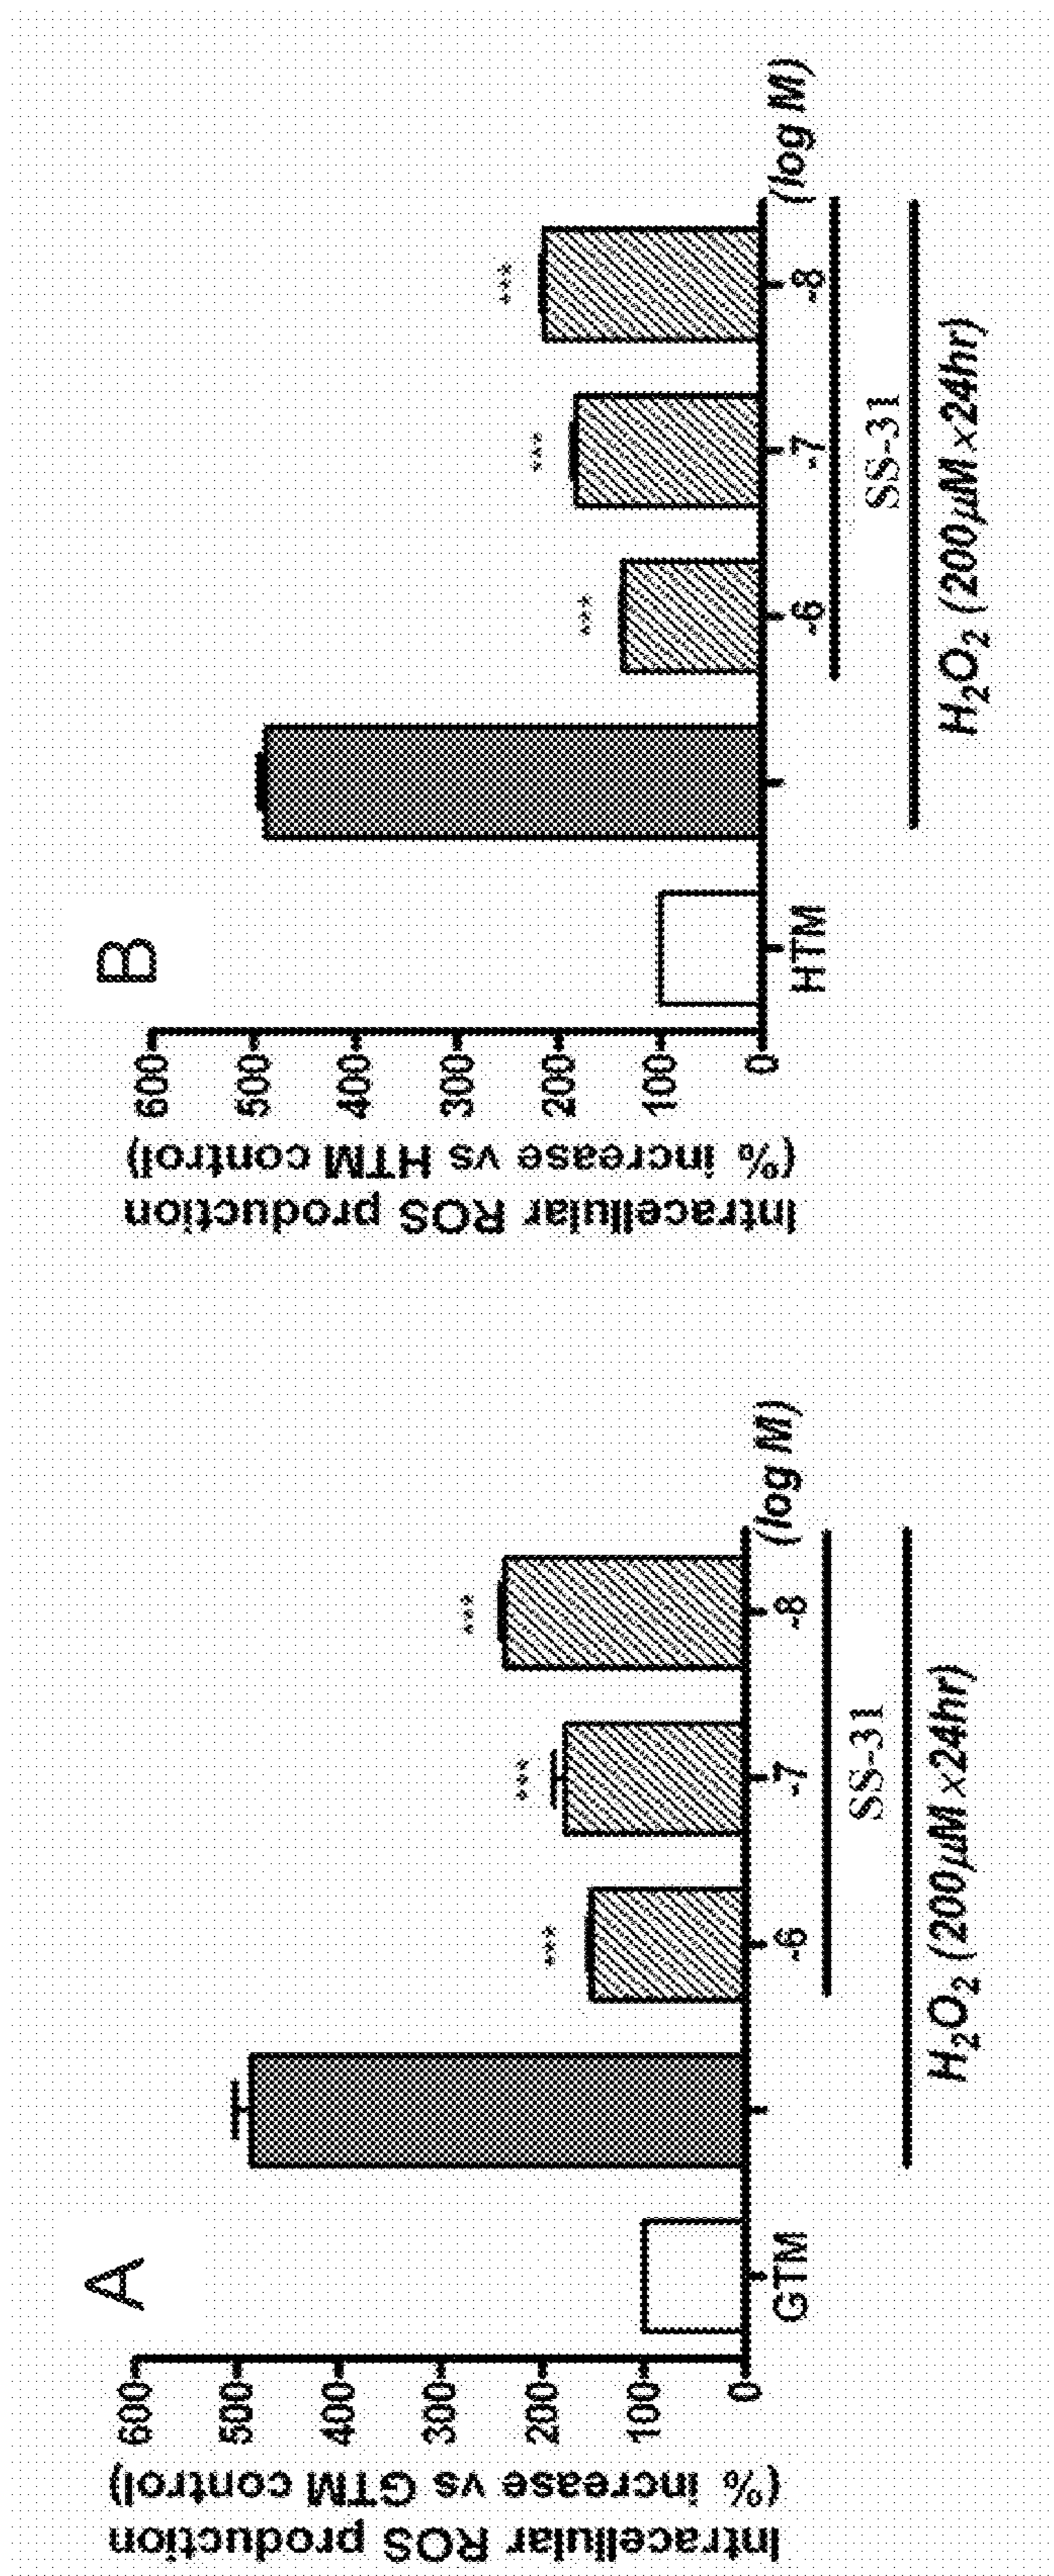 A
Intracellular ROS production
(% increase vs GTM control)
600
500
400
300
200
100
0
***
***
***
GTM
-6
-7
-8
(log M)
SS-31
H₂O₂ (200μM×24hr)
B
Intracellular ROS production
(% increase vs HTM control)
600
500
400
300
200
100
0
***
***
***
HTM
-6
-7
-8
(log M)
SS-31
H₂O₂ (200μM×24hr)